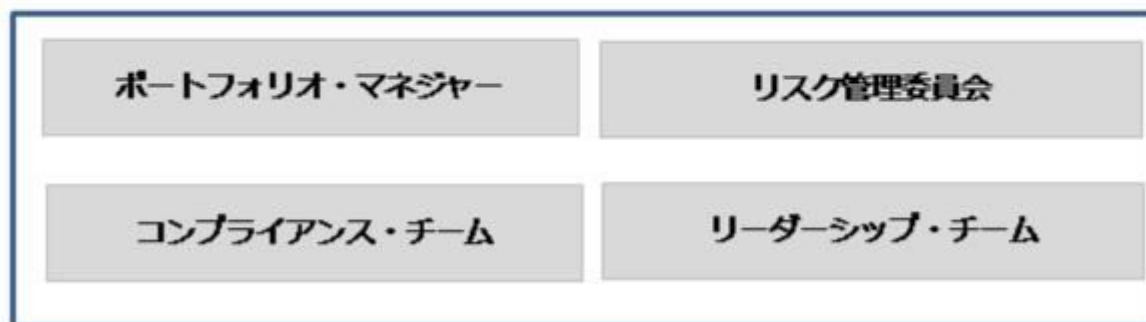 ポートフォリオ・マネジャー
リスク管理委員会
コンプライアンス・チーム
リーダーシップ・チーム